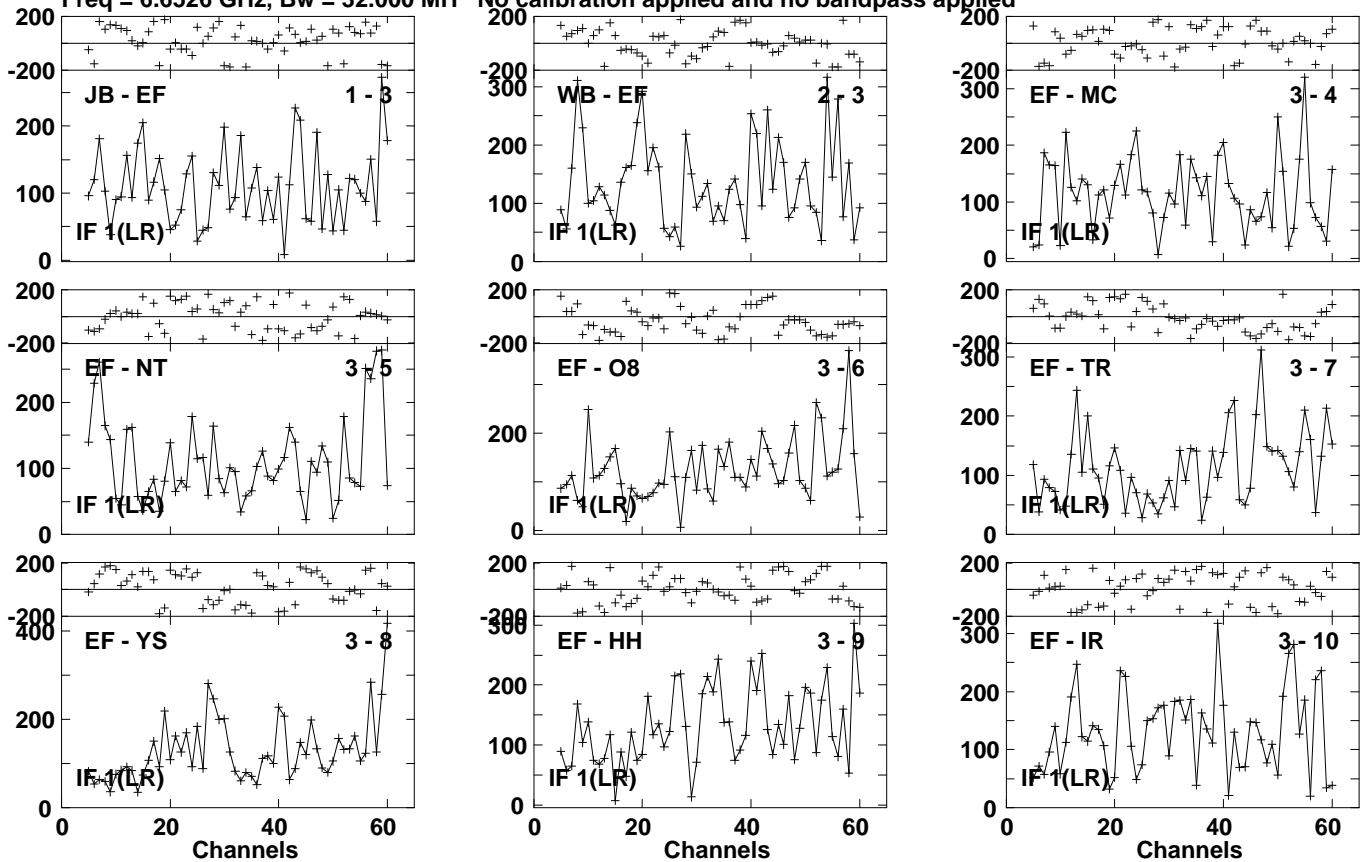 Freq = 6.6526 GHz, Bw = 32.000 MH No calibration applied and no bandpass applied
200
-200
JB - EF 1 - 3
200
100
IF 1(LR)
0
200
-200
300
WB - EF 2 - 3
200
100
IF 1(LR)
0
200
-200
300
EF - MC 3 - 4
200
100
IF 1(LR)
0
200
-200
EF - NT 3 - 5
200
100
IF 1(LR)
0
200
-200
EF - O8 3 - 6
200
IF 1(LR)
0
200
-200
300
EF - TR 3 - 7
200
100
IF 1(LR)
0
200
-200
400
EF - YS 3 - 8
200
IF 1(LR)
0
0 20 40 60
Channels
200
-200
300
EF - HH 3 - 9
200
100
IF 1(LR)
0
0 20 40 60
Channels
200
-200
300
EF - IR 3 - 10
200
100
IF 1(LR)
0
0 20 40 60
Channels